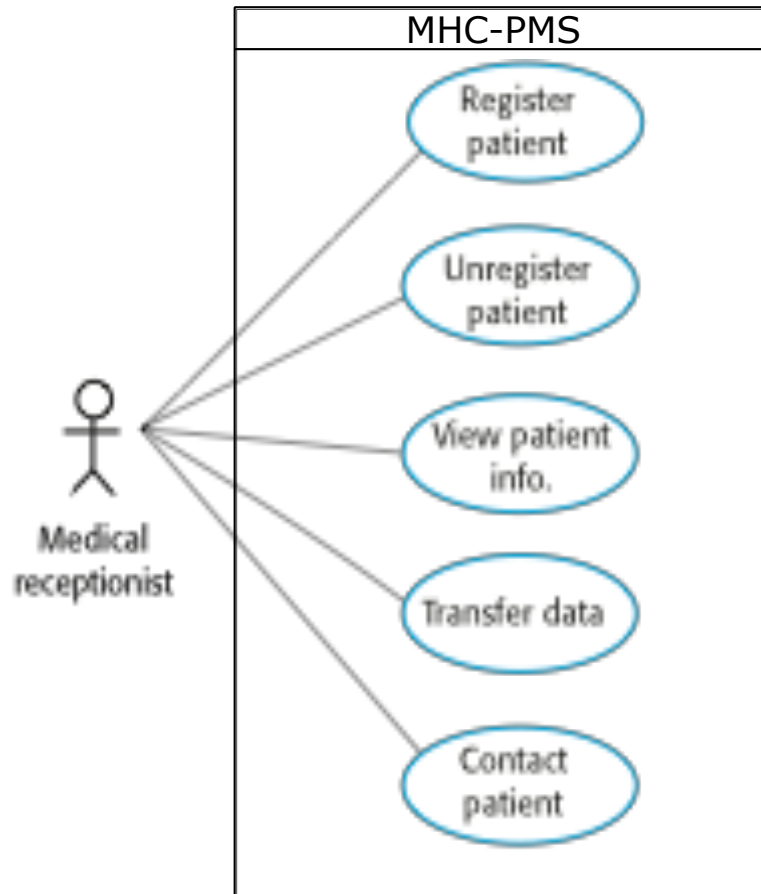 MHC-PMS
Register
patient
Unregister
patient
View patient
info.
Medical
receptionist
Transfer data
Contact
patient